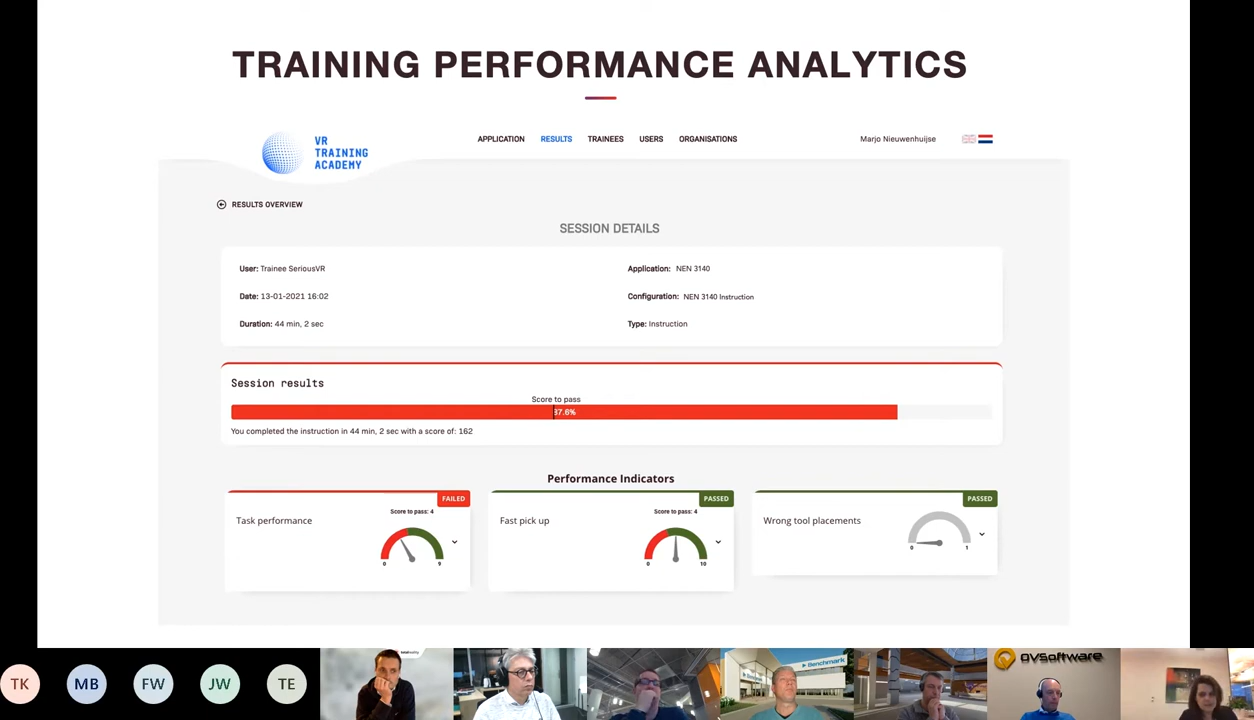 TRAINING PERFORMANCE ANALYTICS
VR
TRAINING
ACADEMY
APPLICATION RESULTS TRAINEES USERS ORGANISATIONS
Marjo Nieuwenhuijse
RESULTS OVERVIEW
SESSION DETAILS
User: Trainee SeriousVR
Application: NEN 3140
Date: 13-01-2021 16:02
Configuration: NEN 3140 Instruction
Duration: 44 min, 2 sec
Type: Instruction
Session results
Score to pass
87.6%
You completed the instruction in 44 min, 2 sec with a score of: 162
Performance Indicators
FAILED
Score to pass: 4
Task performance
0 9
PASSED
Score to pass: 4
Fast pick up
0 10
PASSED
Wrong tool placements
0 1
TK MB FW JW TE
Benchmark
QVSoftware